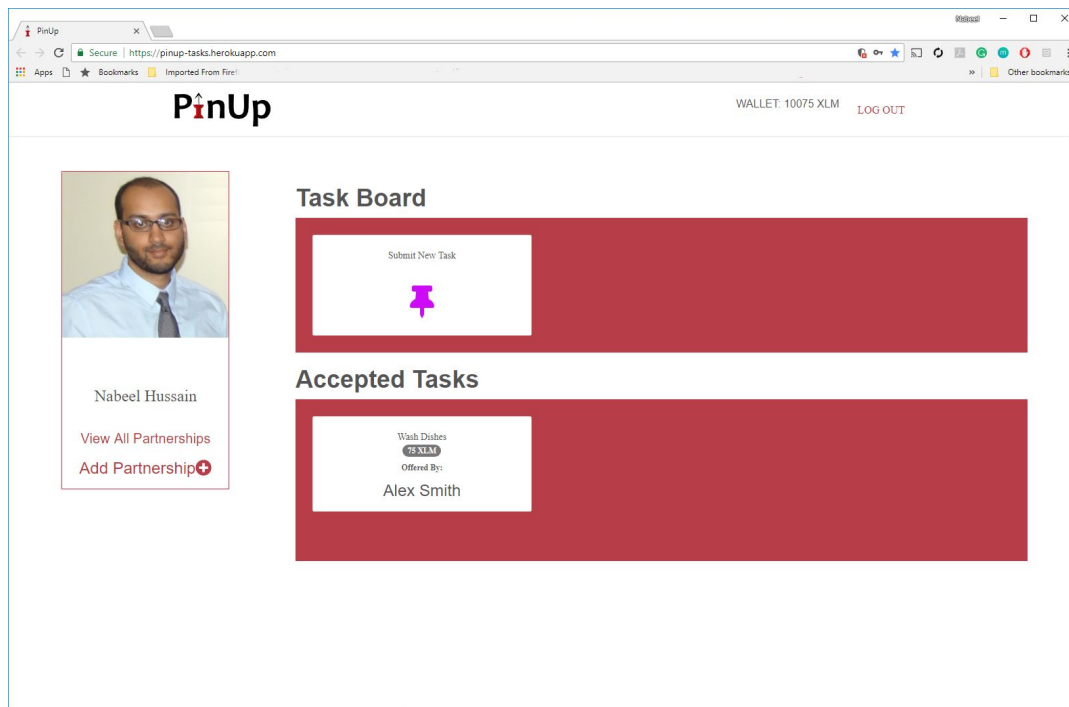 Nabeel
PinUp
Secure | https://pinup-tasks.herokuapp.com
Apps Bookmarks Imported From Firef
» Other bookmarks
PinUp
WALLET: 10075 XLM LOG OUT
Task Board
Submit New Task
Accepted Tasks
Nabeel Hussain
View All Partnerships
Add Partnership
Wash Dishes
75 XLM
Offered By:
Alex Smith